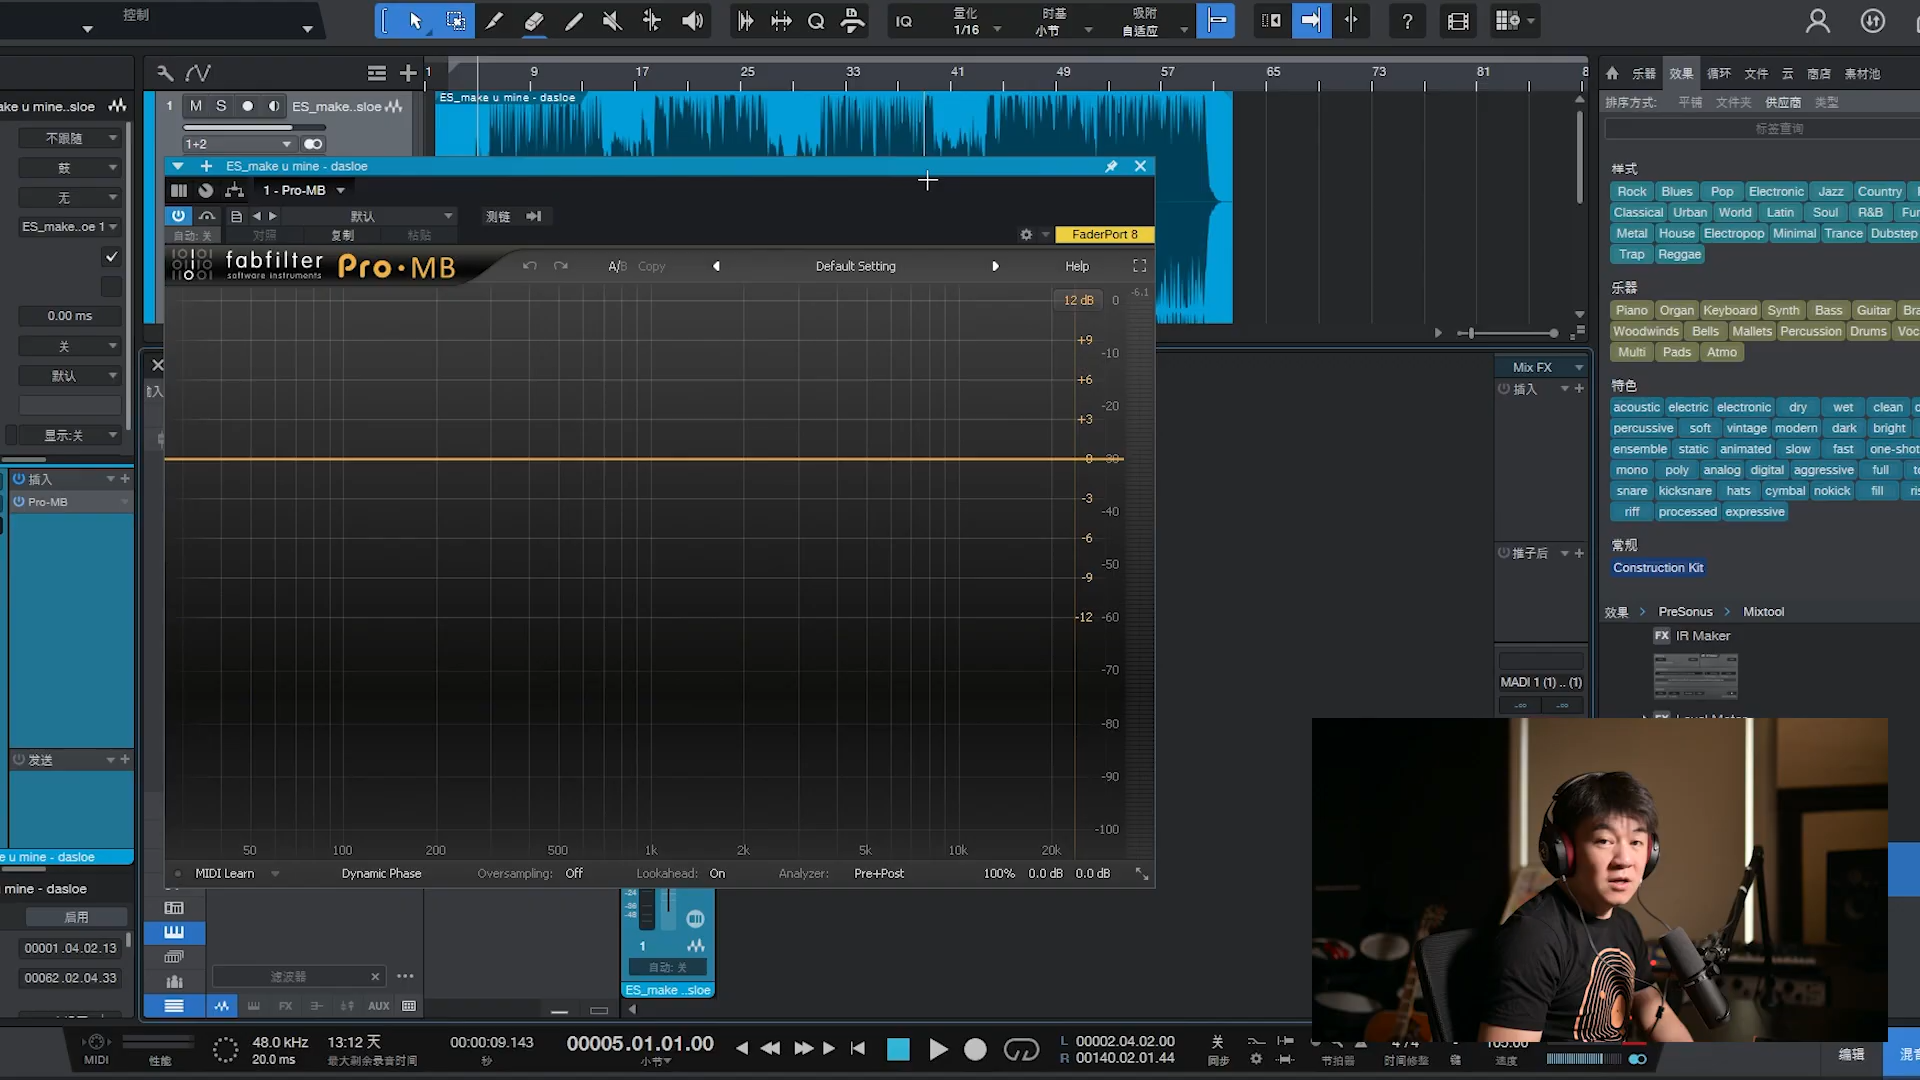 控制
IQ
量化
1/16
时基
小节
吸附
自适应
?
1 9 17 25 33 41 49 57 65 73 81
乐器 效果 循环 文件 云 商店 素材池
排序方式: 平铺 文件夹 供应商 类型
标签查询
样式
Rock Blues Pop Electronic Jazz Country
Classical Urban World Latin Soul R&B
Metal House Electropop Minimal Trance Dubstep
Trap Reggae
乐器
Piano Organ Keyboard Synth Bass Guitar
Woodwinds Bells Mallets Percussion Drums
Multi Pads Atmo
特色
acoustic electric electronic dry wet clean
percussive soft vintage modern dark bright
ensemble static animated slow fast one-shot
mono poly analog digital aggressive full
snare kicksnare hats cymbal nokick fill
riff processed expressive
常规
Construction Kit
效果 > PreSonus > Mixtool
FX IR Maker
ake u mine..sloe
不跟随
鼓
无
ES_make..oe 1
0.00 ms
关
默认
显示:关
插入
Pro-MB
发送
e u mine - dasloe
mine - dasloe
启用
00001.04.02.13
00062.02.04.33
1 M S ES_make..sloe
1+2
ES_make u mine - dasloe
ES_make u mine - dasloe
1 - Pro-MB
默认
测链
自动: 关 对照 复制 粘贴
FaderPort 8
fabfilter
software instruments
Pro·MB
A/B Copy
Default Setting
Help
12 dB 0 -6.1
+9 -10
+6 -20
+3
0 -30
-3 -40
-6 -50
-9
-12 -60
-70
-80
-90
-100
50 100 200 500 1k 2k 5k 10k 20k
MIDI Learn Dynamic Phase Oversampling: Off Lookahead: On Analyzer: Pre+Post 100% 0.0 dB 0.0 dB
Mix FX
插入
推子后
MADI 1 (1) .. (1)
-∞ -∞
-24
-36
-48
1
自动: 关
ES_make ..sloe
滤波器
FX AUX
MIDI
性能
48.0 kHz
20.0 ms
13:12 天
最大剩余录音时间
00:00:09.143
秒
00005.01.01.00
小节
L 00002.04.02.00
R 00140.02.01.44
关
同步
节拍器
时间修整
键
速度
编辑